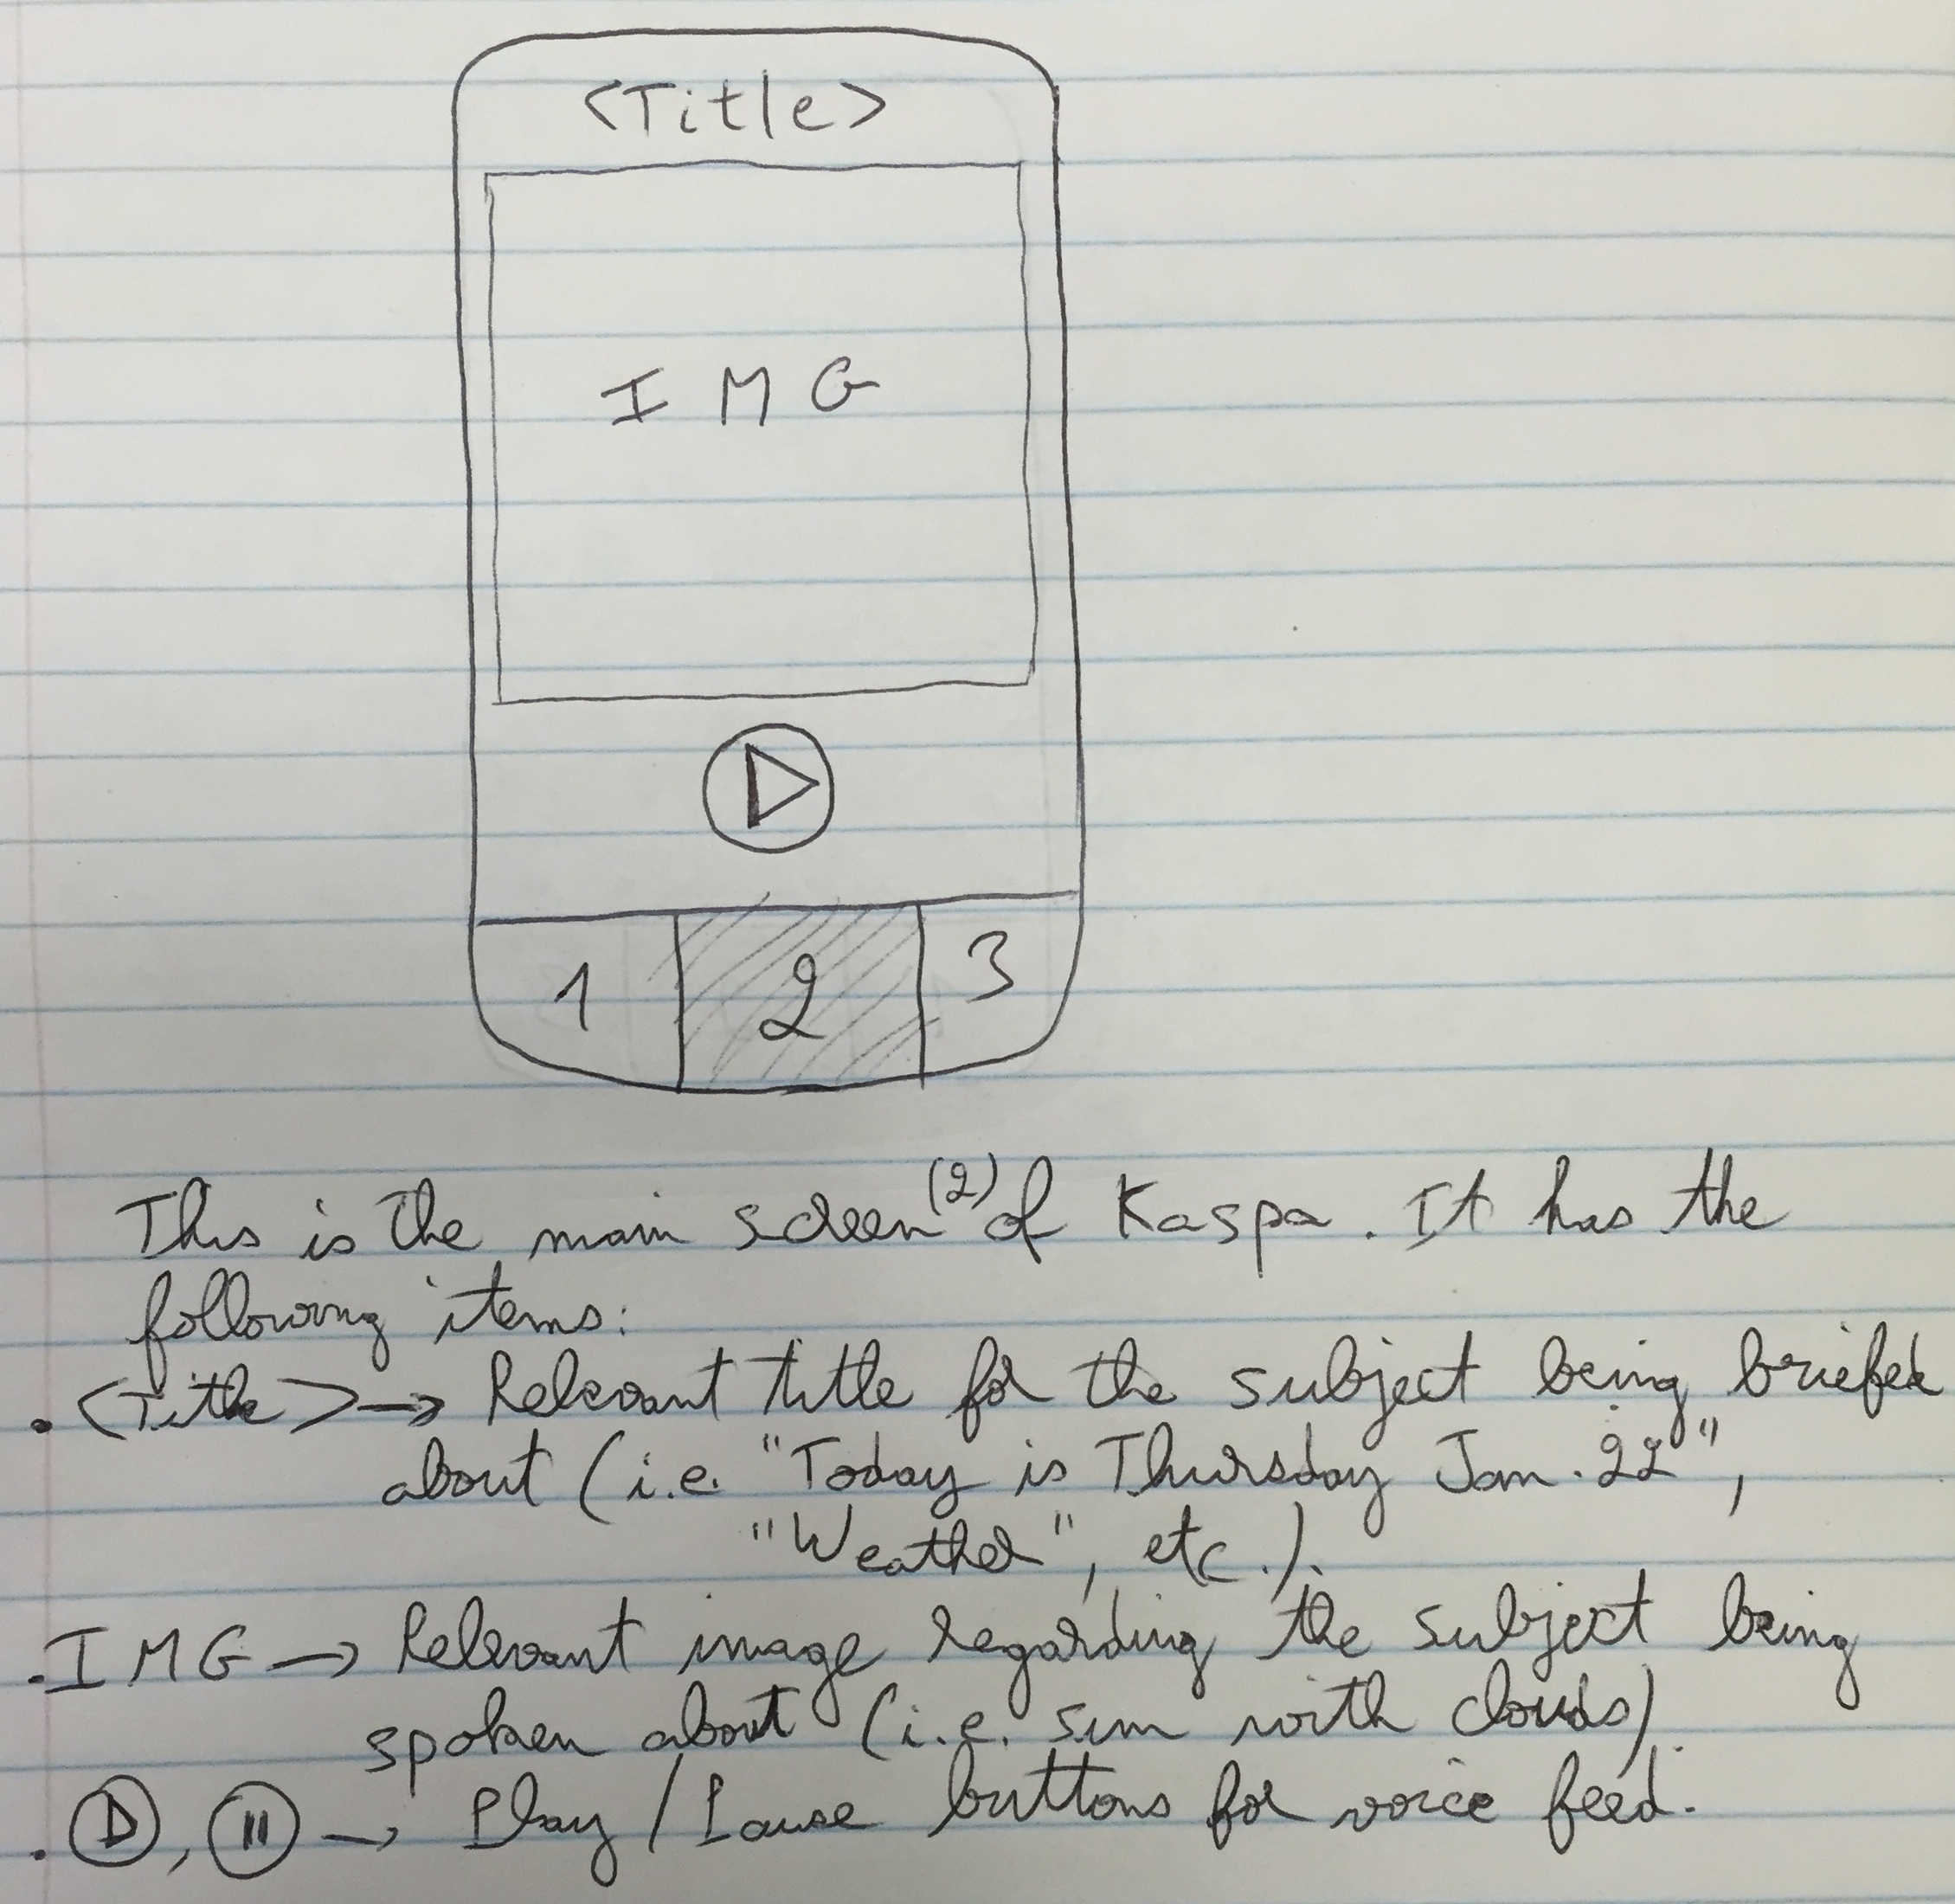 <Title>
I M G
1 2 3
This is the main screen (2) of Kaspa. It has the
following items:
. <Title> → Relevant title for the subject being briefed
about (i.e. "Today is Thursday Jan. 22",
"Weather", etc.).
. I M G → Relevant image regarding the subject being
spoken about (i.e. sun with clouds).
. ▷, II → Play / Pause buttons for voice feed.